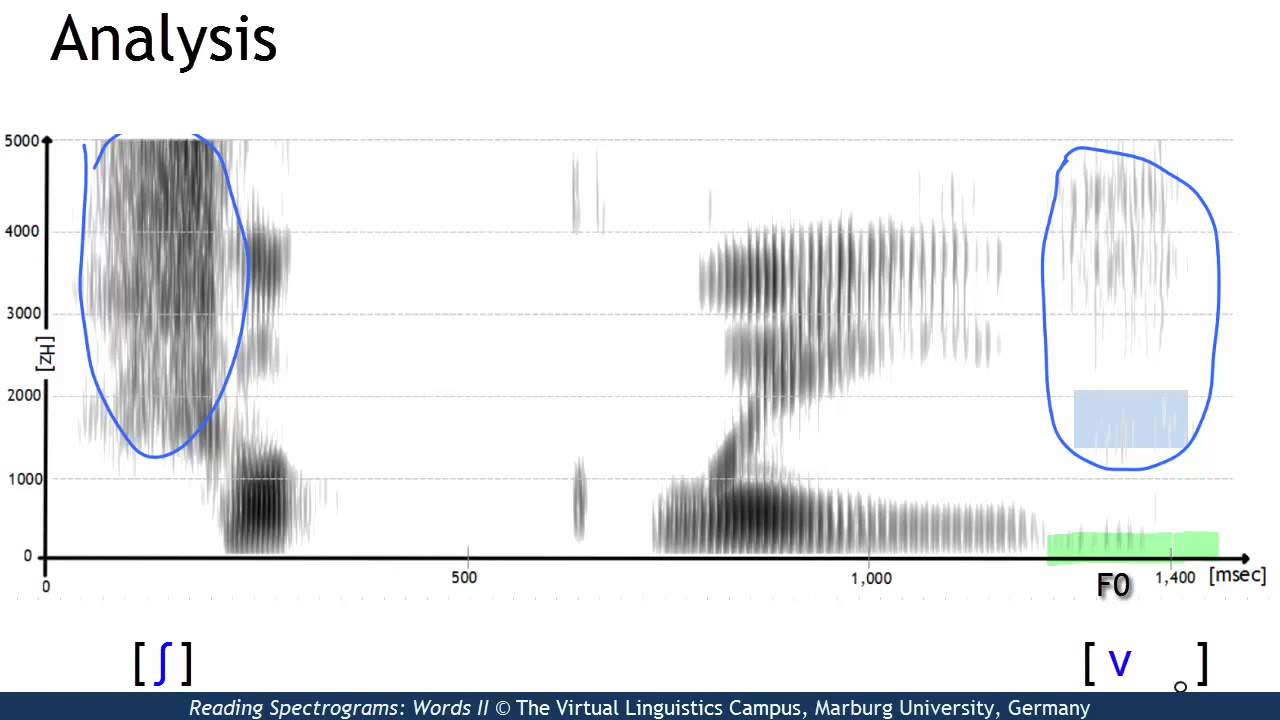 Analysis
5000
4000
3000
[Hz]
2000
1000
0
0 500 1,000 1,400 [msec]
F0
[ʃ] [v̥]
Reading Spectrograms: Words II © The Virtual Linguistics Campus, Marburg University, Germany